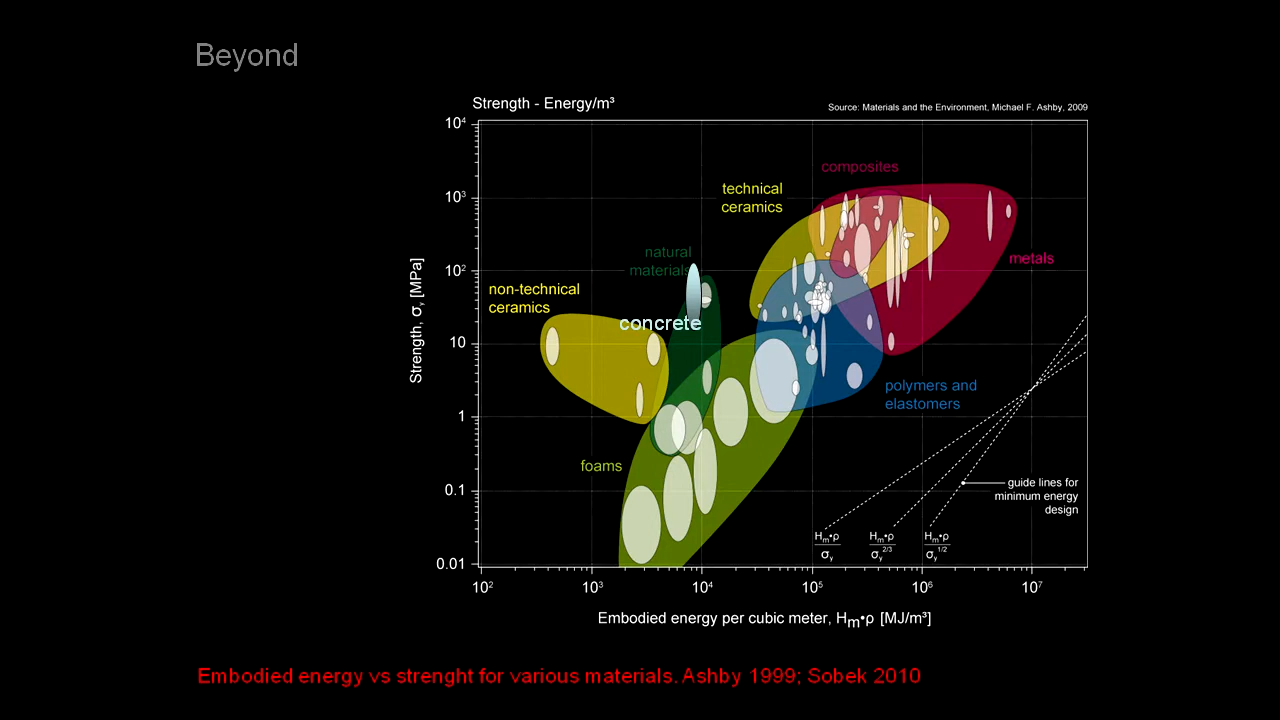 Beyond
Strength - Energy/m³
Source: Materials and the Environment, Michael F. Ashby, 2009
10⁴
composites
technical
ceramics
10³
natural
materials
metals
10²
non-technical
ceramics
concrete
Strength, σy [MPa]
10
polymers and
elastomers
1
foams
guide lines for
minimum energy
design
0.1
Hm•ρ
σy
Hm•ρ
σy2/3
Hm•ρ
σy1/2
0.01
10² 10³ 10⁴ 10⁵ 10⁶ 10⁷
Embodied energy per cubic meter, Hm•ρ [MJ/m³]
Embodied energy vs strenght for various materials. Ashby 1999; Sobek 2010